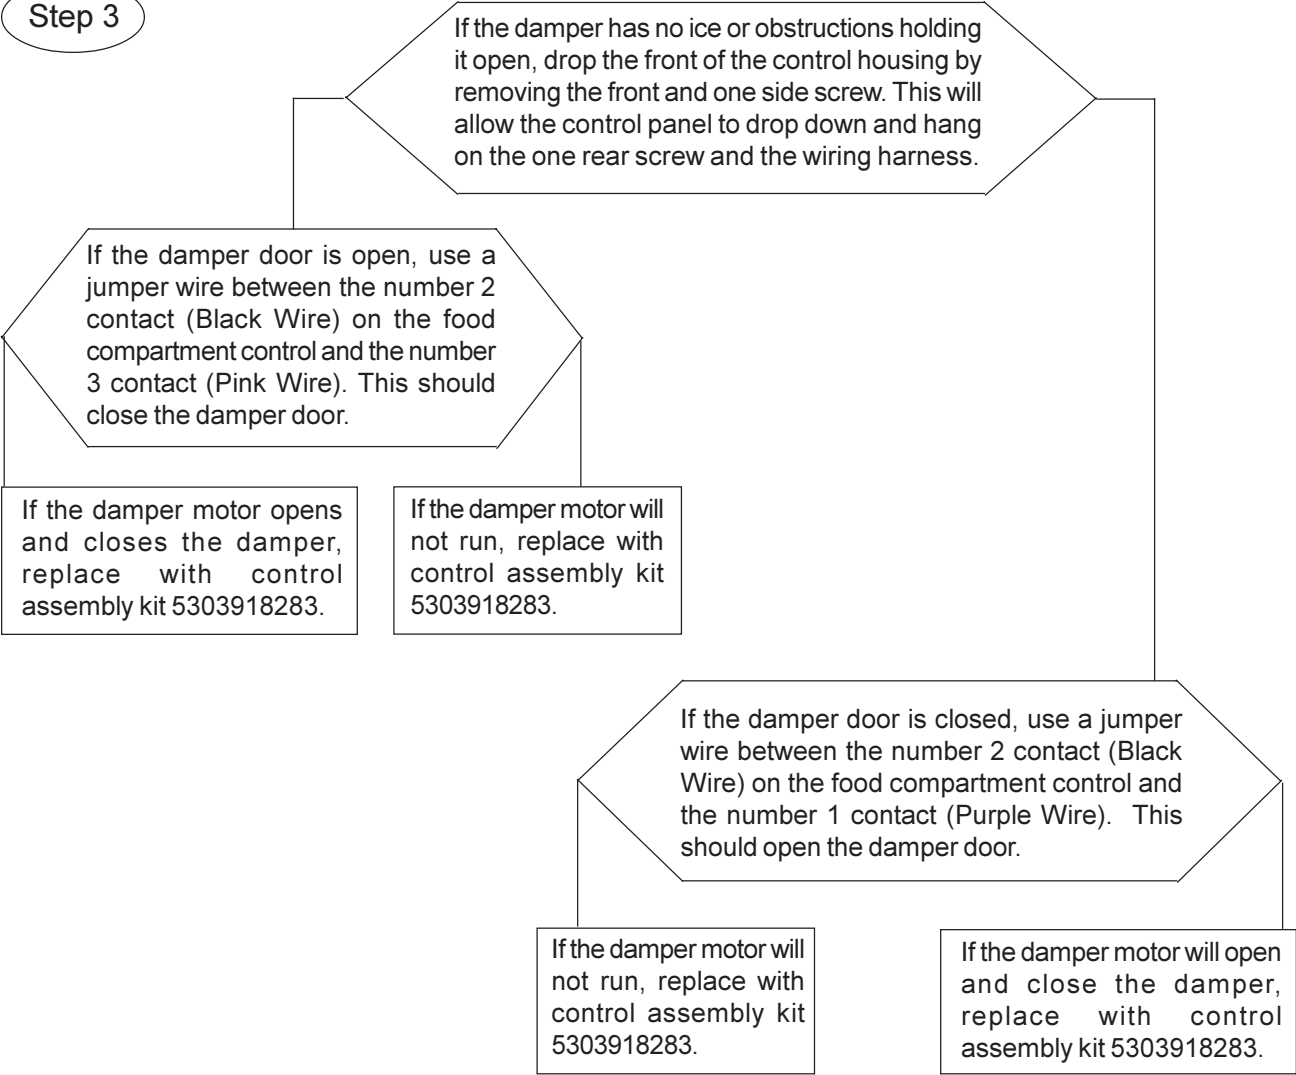 Step 3
If the damper has no ice or obstructions holding
it open, drop the front of the control housing by
removing the front and one side screw. This will
allow the control panel to drop down and hang
on the one rear screw and the wiring harness.
If the damper door is open, use a
jumper wire between the number 2
contact (Black Wire) on the food
compartment control and the number
3 contact (Pink Wire). This should
close the damper door.
If the damper motor opens
and closes the damper,
replace with control
assembly kit 5303918283.
If the damper motor will
not run, replace with
control assembly kit
5303918283.
If the damper door is closed, use a jumper
wire between the number 2 contact (Black
Wire) on the food compartment control and
the number 1 contact (Purple Wire). This
should open the damper door.
If the damper motor will
not run, replace with
control assembly kit
5303918283.
If the damper motor will open
and close the damper,
replace with control
assembly kit 5303918283.